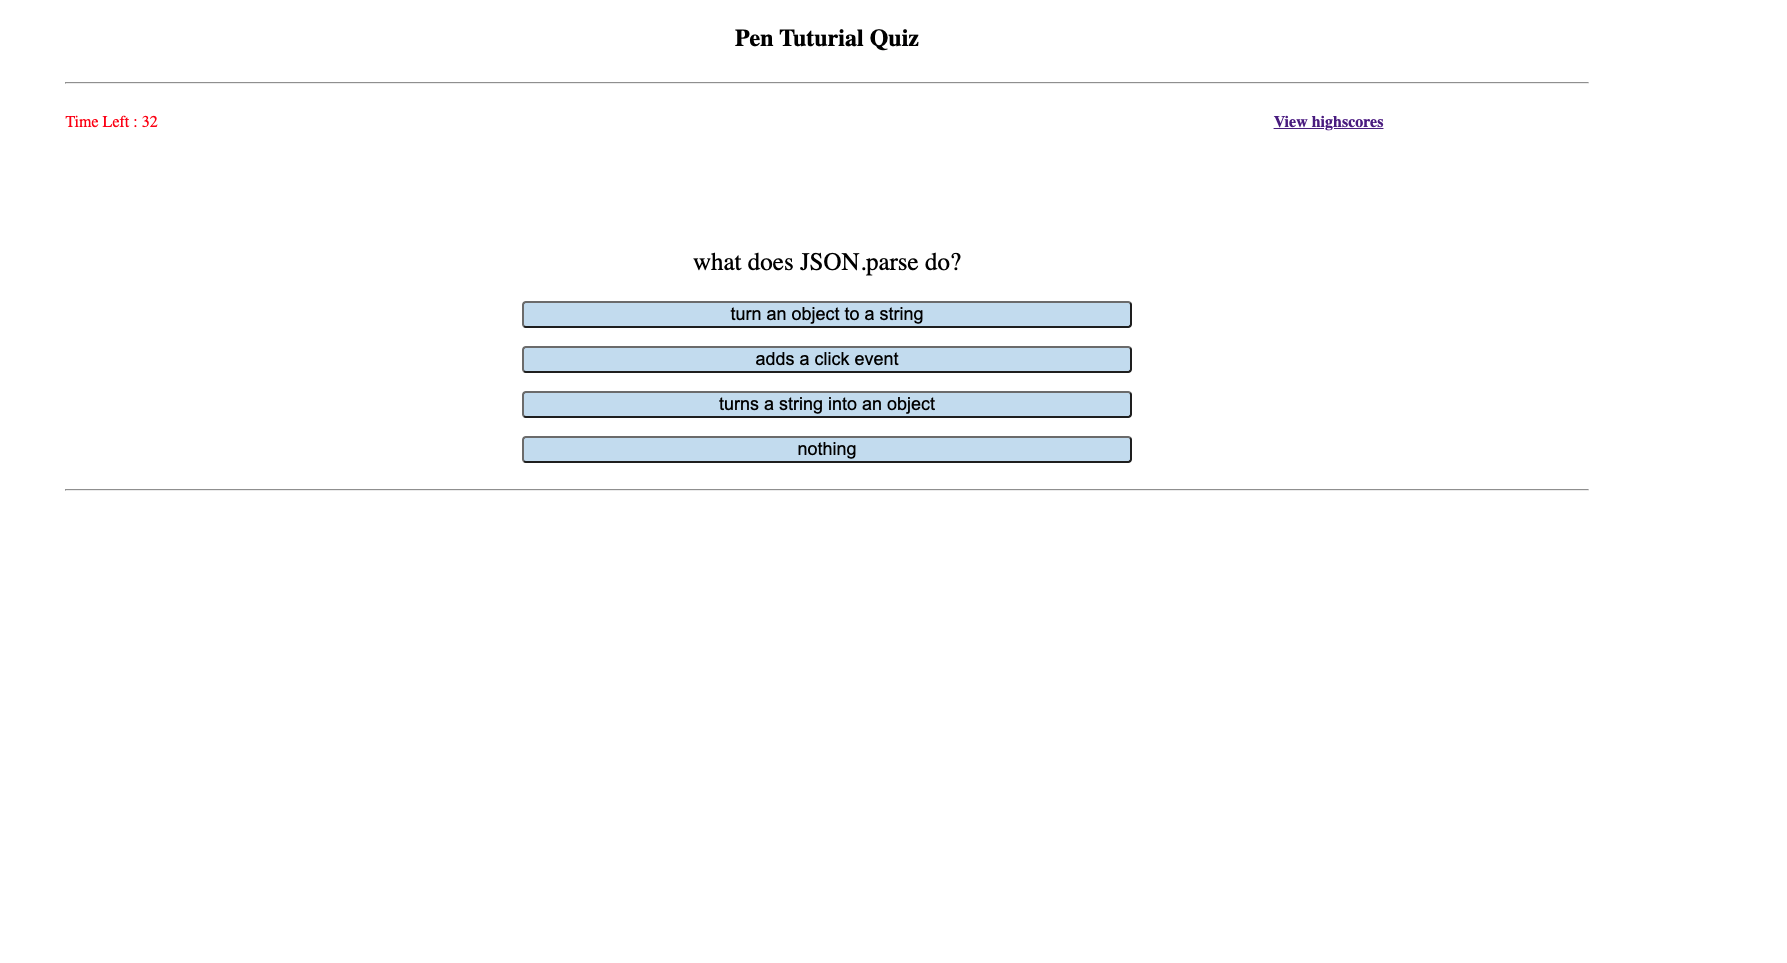 Pen Tuturial Quiz
Time Left : 32
View highscores
what does JSON.parse do?
turn an object to a string
adds a click event
turns a string into an object
nothing